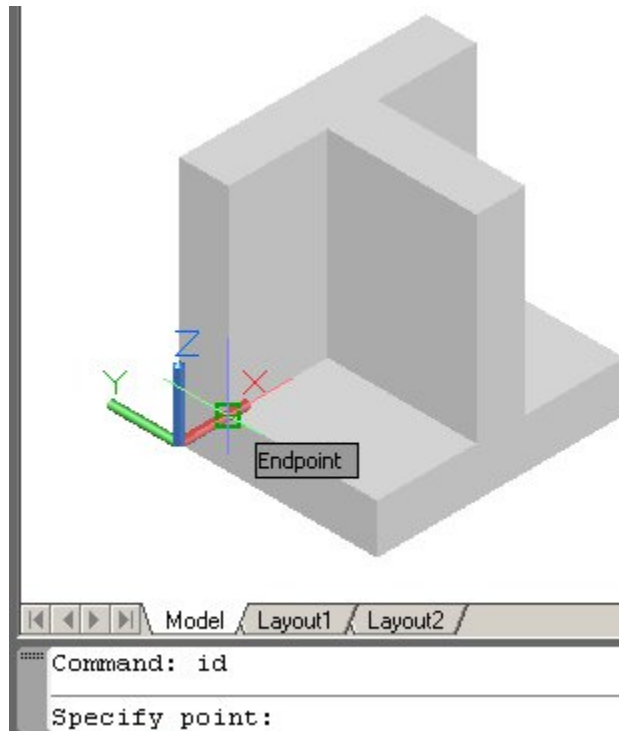 Z
Y
X
Endpoint
Model Layout1 Layout2
Command: id
Specify point: